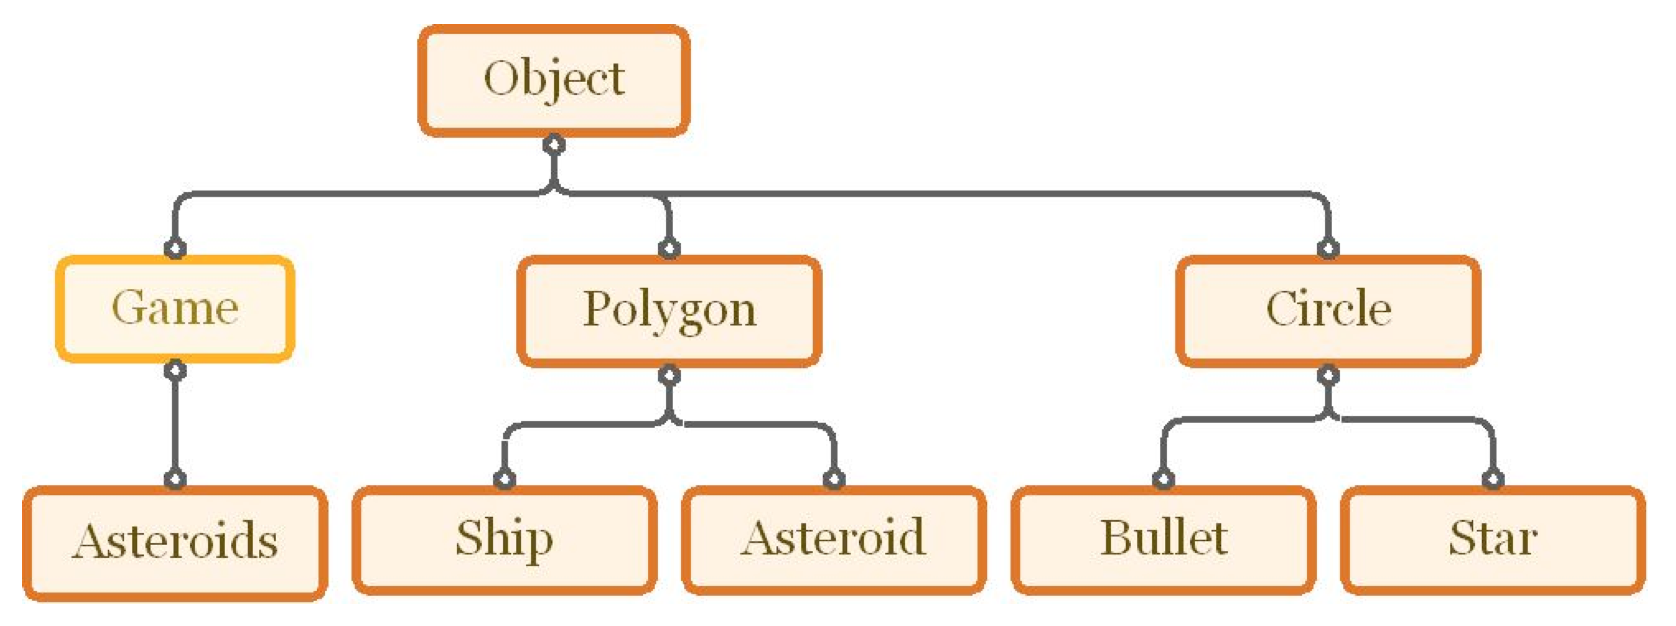 Object
Game
Polygon
Circle
Asteroids
Ship
Asteroid
Bullet
Star